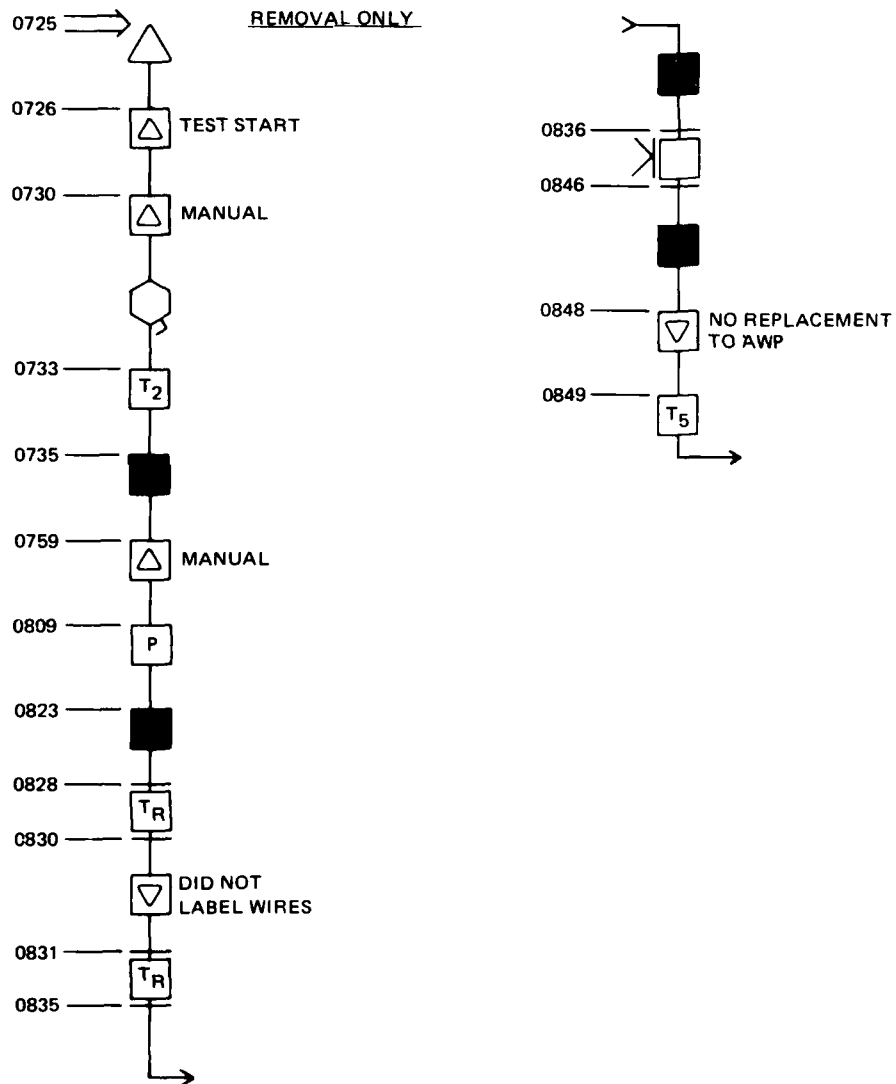 REMOVAL ONLY
0725
0726
TEST START
0730
MANUAL
0733
T2
0735
0759
MANUAL
0809
P
0823
0828
TR
0830
DID NOT
LABEL WIRES
0831
TR
0835
0836
0846
0848
NO REPLACEMENT
TO AWP
0849
T5